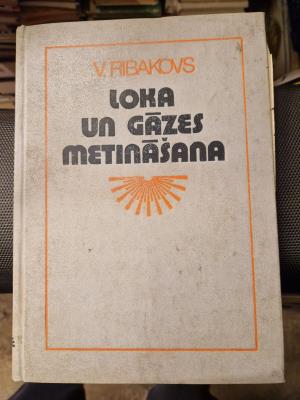 V. RIBAKOVS
LOKA
UN GĀZES
METINĀŠANA